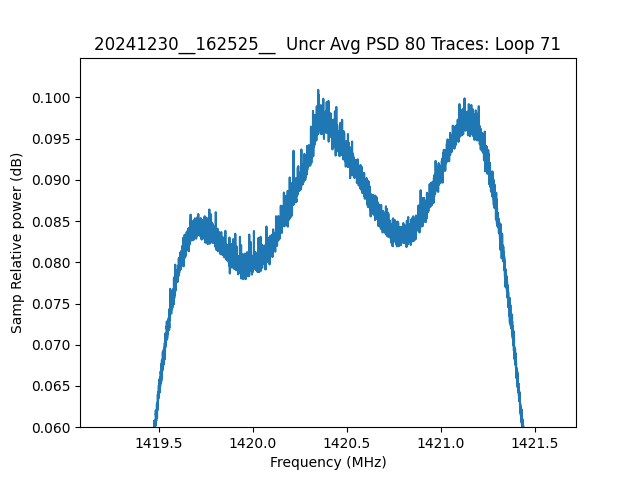 20241230__162525__  Uncr Avg PSD 80 Traces: Loop 71
Samp Relative power (dB)
0.100
0.095
0.090
0.085
0.080
0.075
0.070
0.065
0.060
1419.5 1420.0 1420.5 1421.0 1421.5
Frequency (MHz)